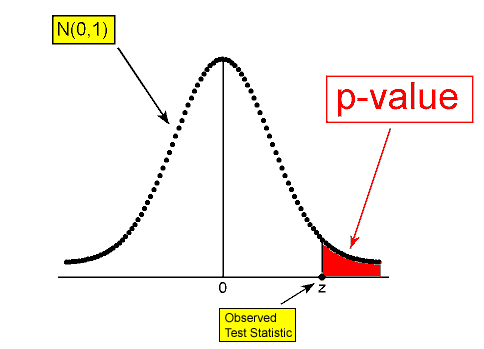 N(0,1)
p-value
0
z
Observed
Test Statistic